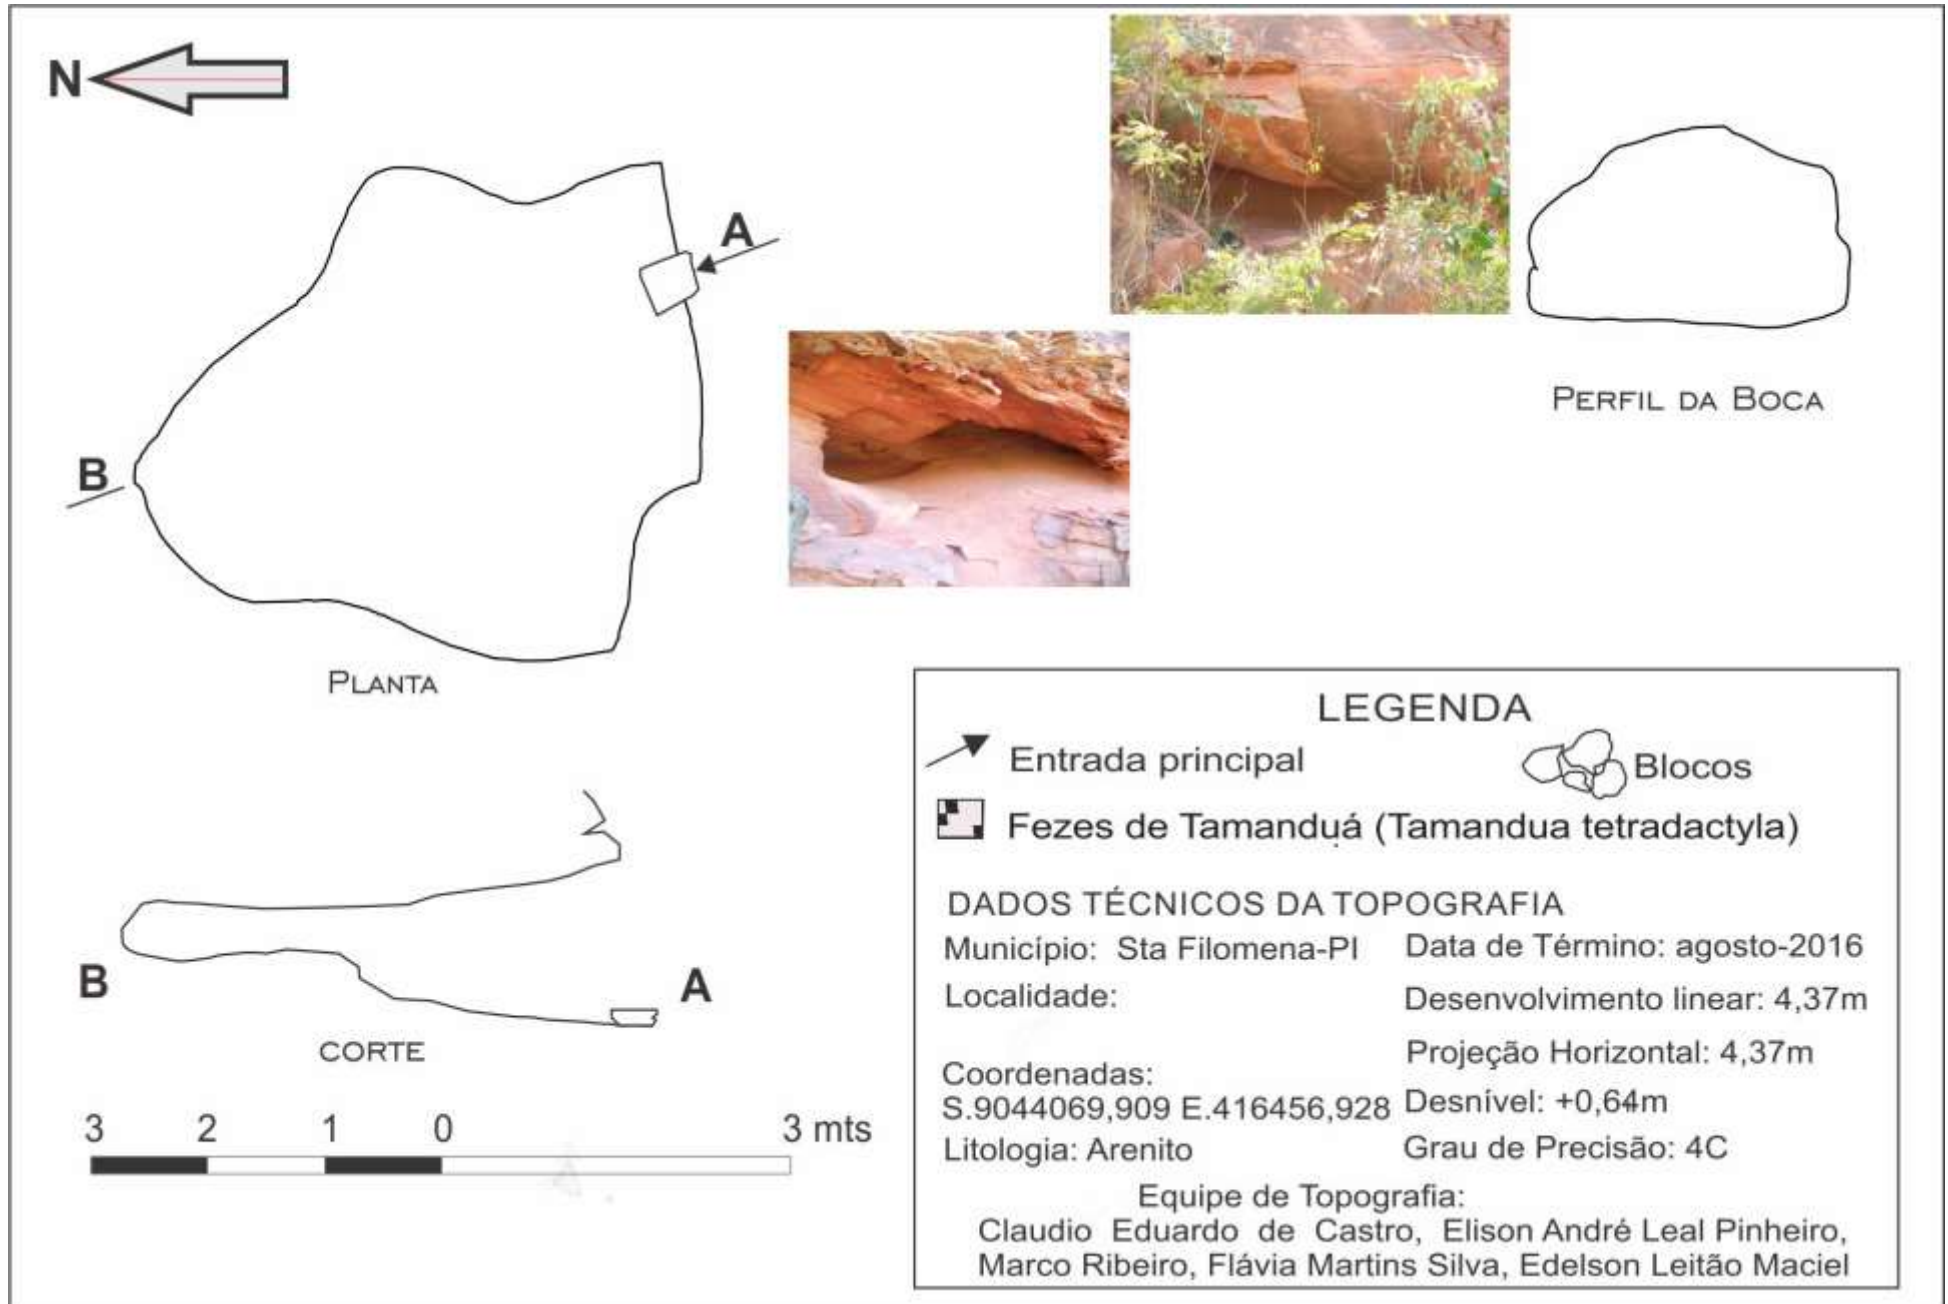 N
A
B
PLANTA
PERFIL DA BOCA
B
A
CORTE
3 2 1 0 3 mts
LEGENDA
Entrada principal
Blocos
Fezes de Tamanduá (Tamandua tetradactyla)
DADOS TÉCNICOS DA TOPOGRAFIA
Município: Sta Filomena-PI
Localidade:
Coordenadas:
S.9044069,909 E.416456,928
Litologia: Arenito
Data de Término: agosto-2016
Desenvolvimento linear: 4,37m
Projeção Horizontal: 4,37m
Desnível: +0,64m
Grau de Precisão: 4C
Equipe de Topografia:
Claudio Eduardo de Castro, Elison André Leal Pinheiro,
Marco Ribeiro, Flávia Martins Silva, Edelson Leitão Maciel